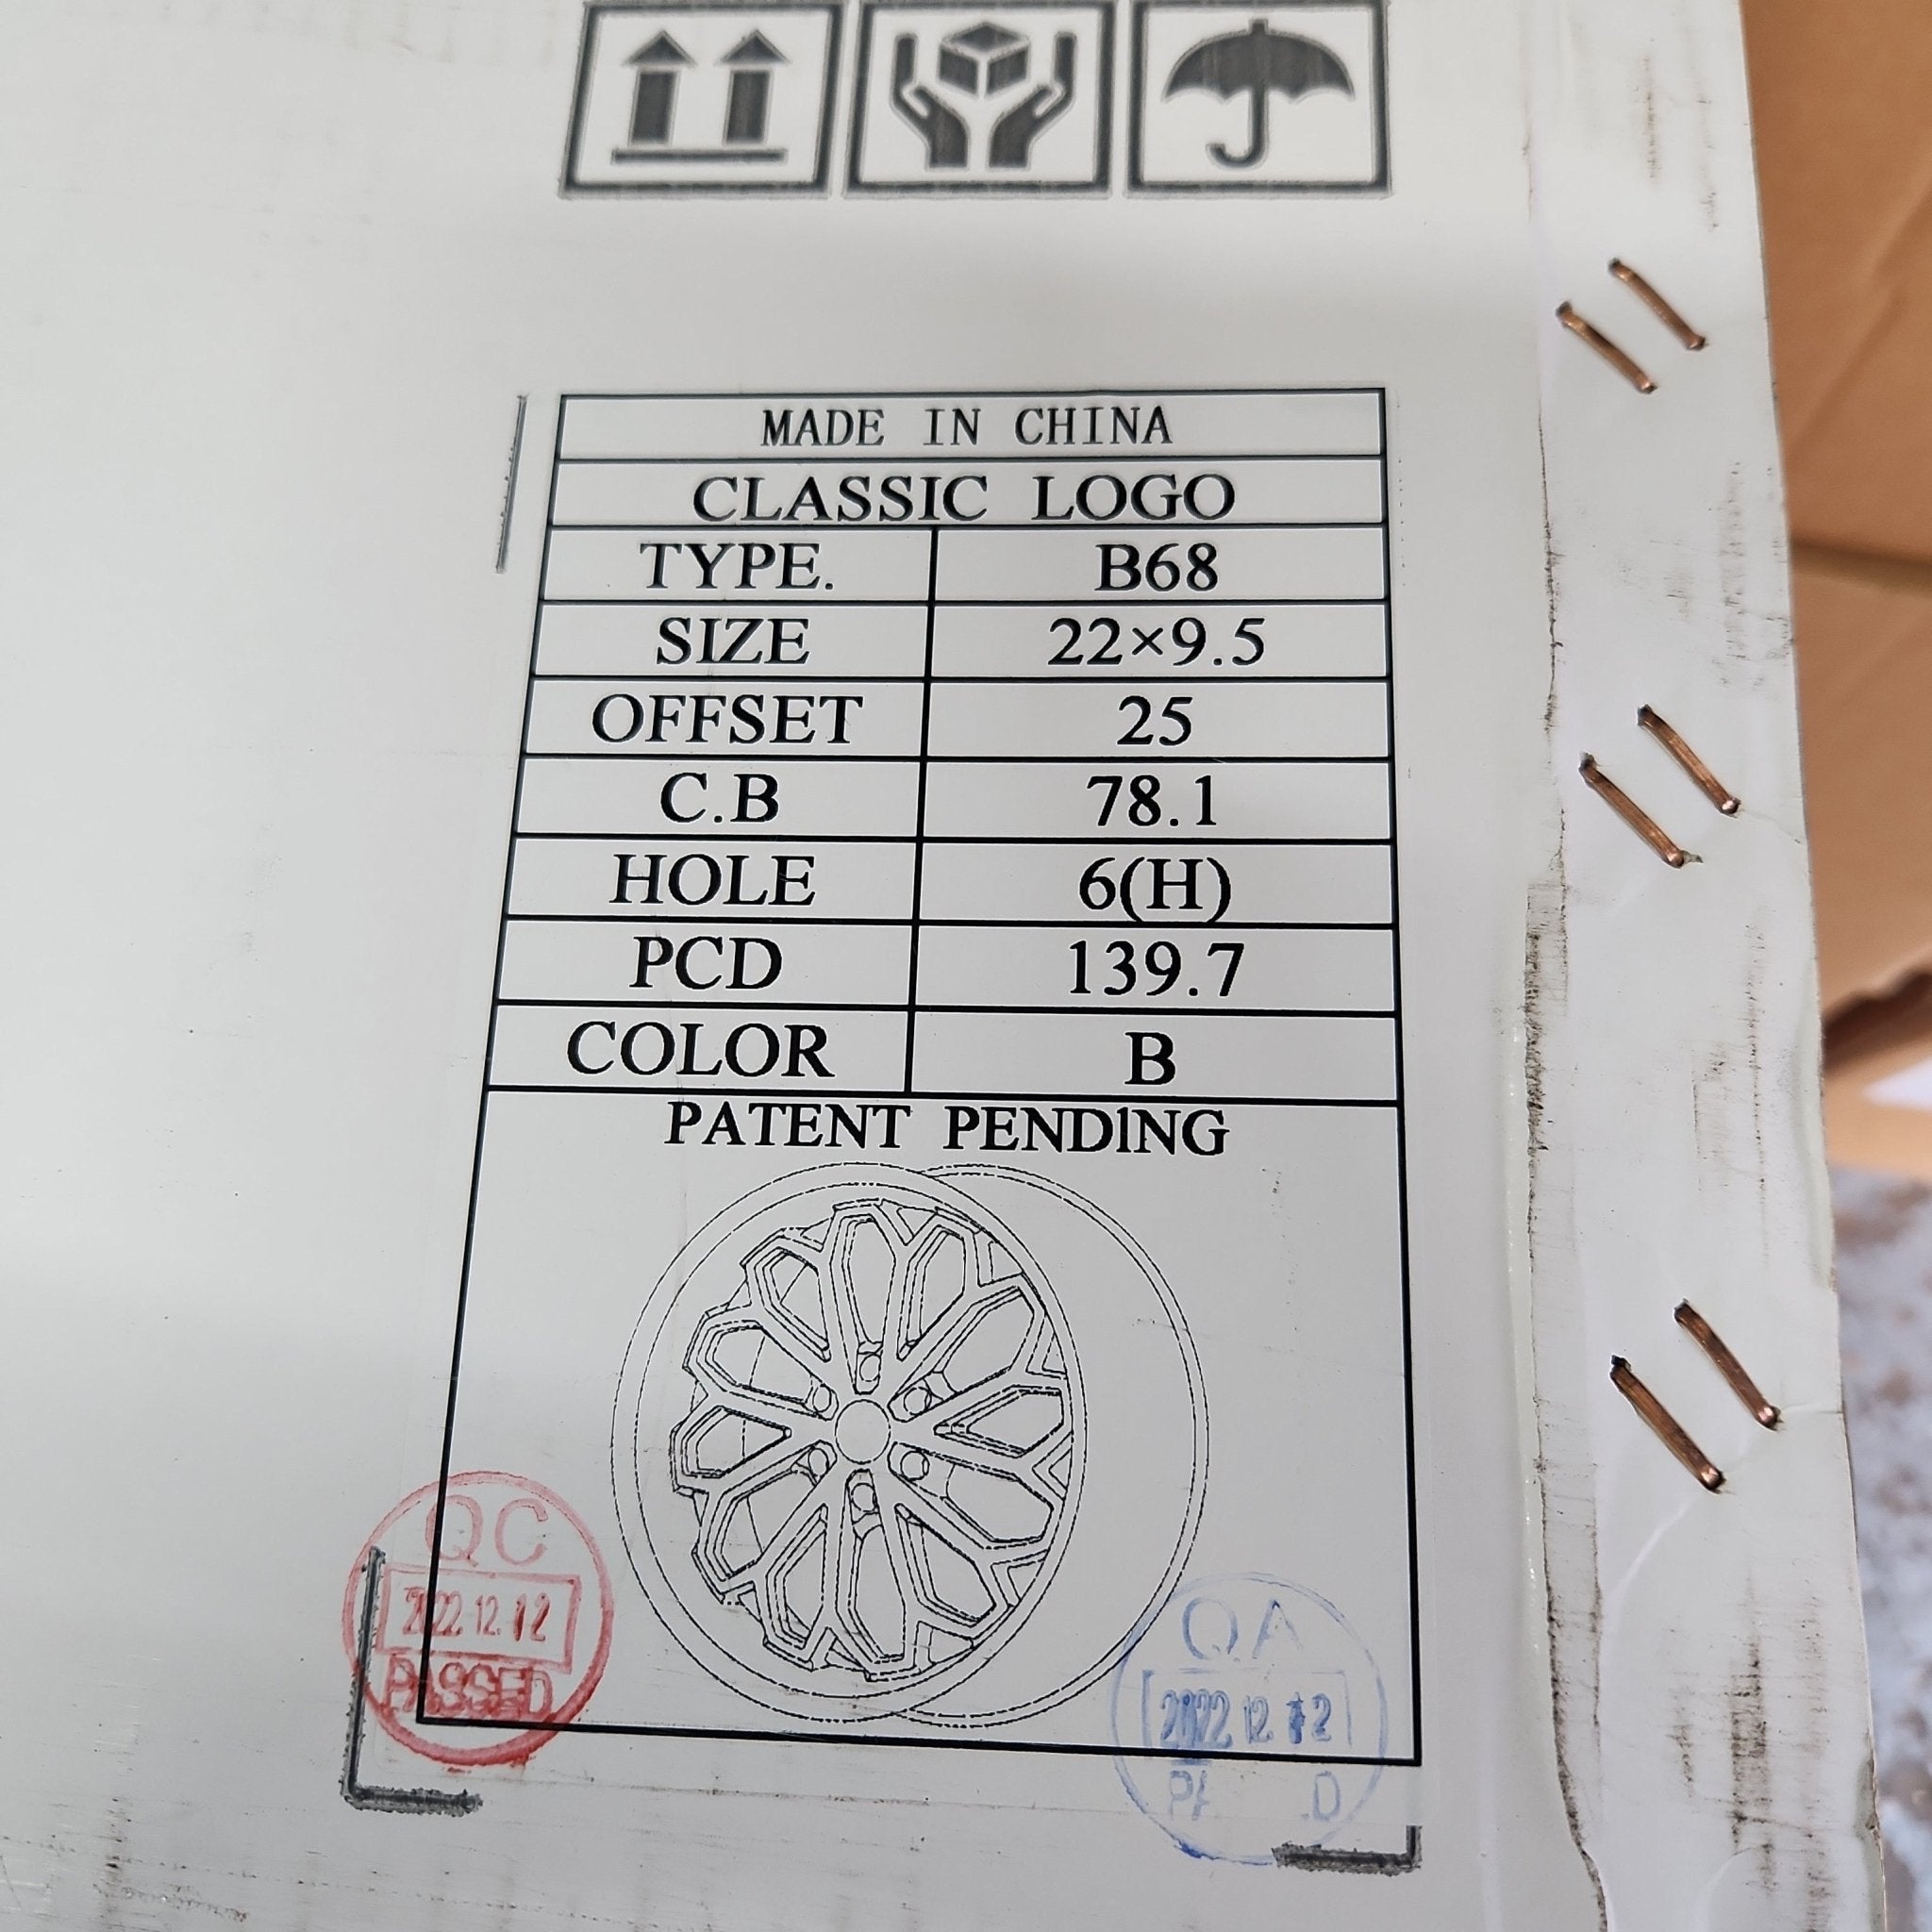 MADE IN CHINA
CLASSIC LOGO
TYPE. B68
SIZE 22×9.5
OFFSET 25
C.B 78.1
HOLE 6(H)
PCD 139.7
COLOR B
PATENT PENDING
QC
2022.12.12
PASSED
QA
2022.12.12